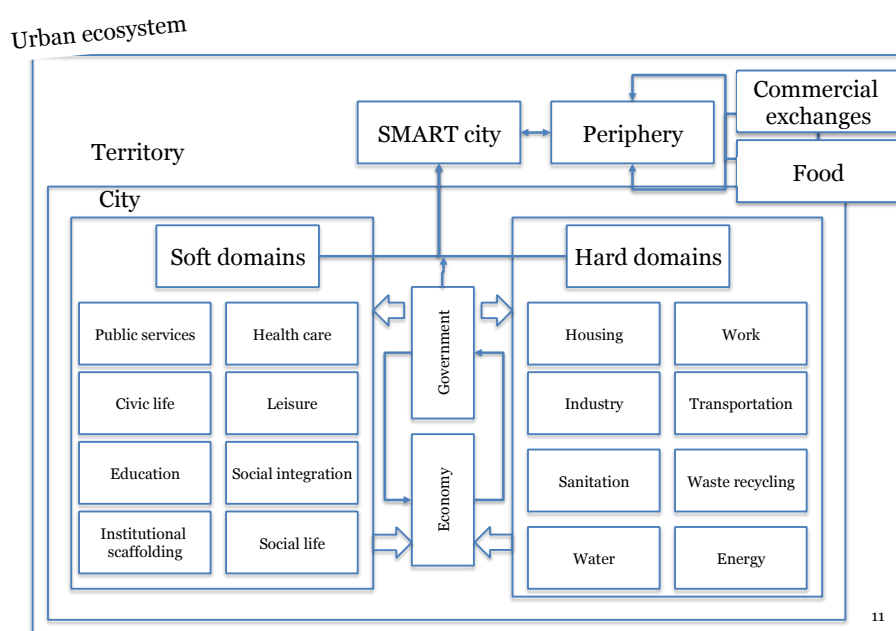 Urban ecosystem
Commercial
exchanges
SMART city
Periphery
Territory
Food
City
Soft domains
Hard domains
Public services
Health care
Government
Housing
Work
Civic life
Leisure
Industry
Transportation
Education
Social integration
Economy
Sanitation
Waste recycling
Institutional
scaffolding
Social life
Water
Energy
11